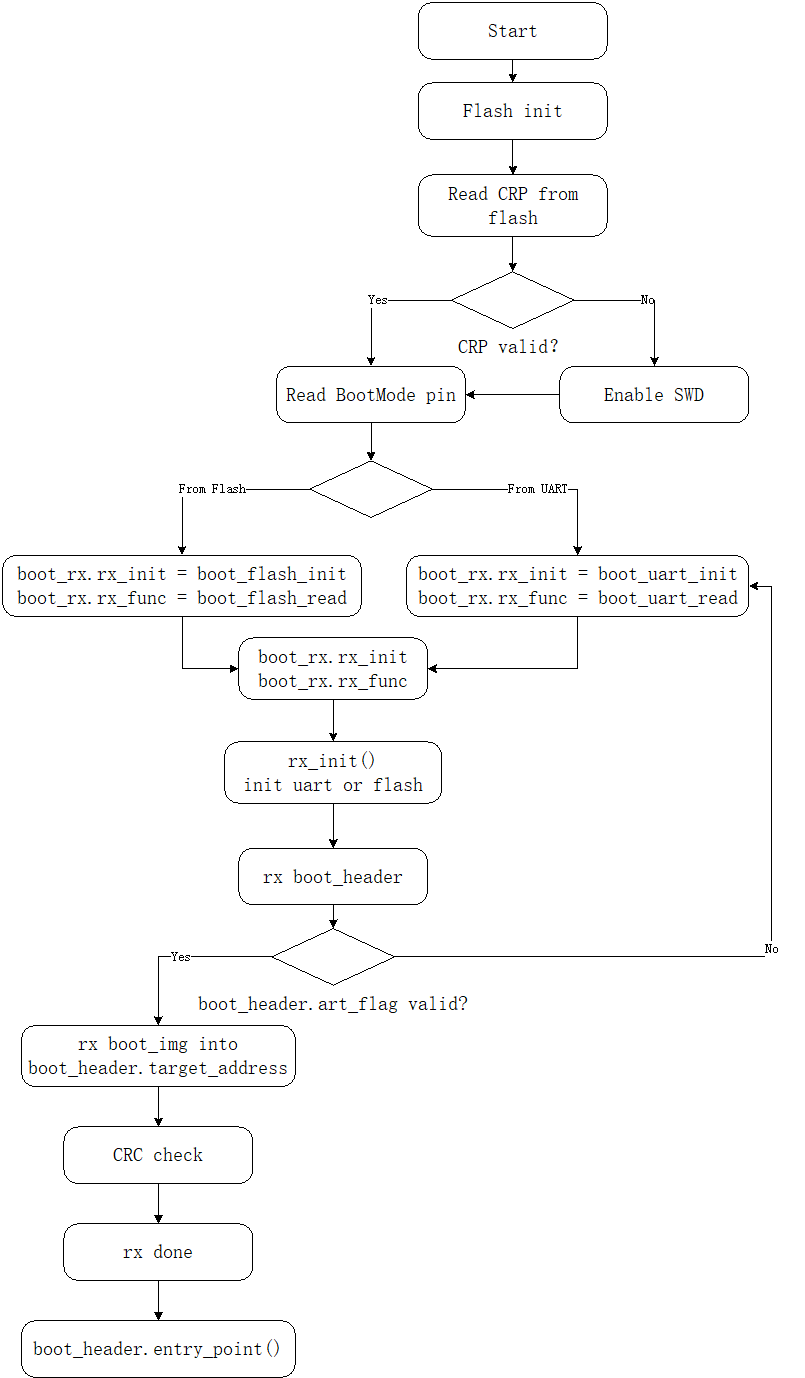 Start
Flash init
Read CRP from
flash
Yes
No
CRP valid?
Read BootMode pin
Enable SWD
From Flash
From UART
boot_rx.rx_init = boot_flash_init
boot_rx.rx_func = boot_flash_read
boot_rx.rx_init = boot_uart_init
boot_rx.rx_func = boot_uart_read
boot_rx.rx_init
boot_rx.rx_func
rx_init()
init uart or flash
rx boot_header
Yes
No
boot_header.art_flag valid?
rx boot_img into
boot_header.target_address
CRC check
rx done
boot_header.entry_point()